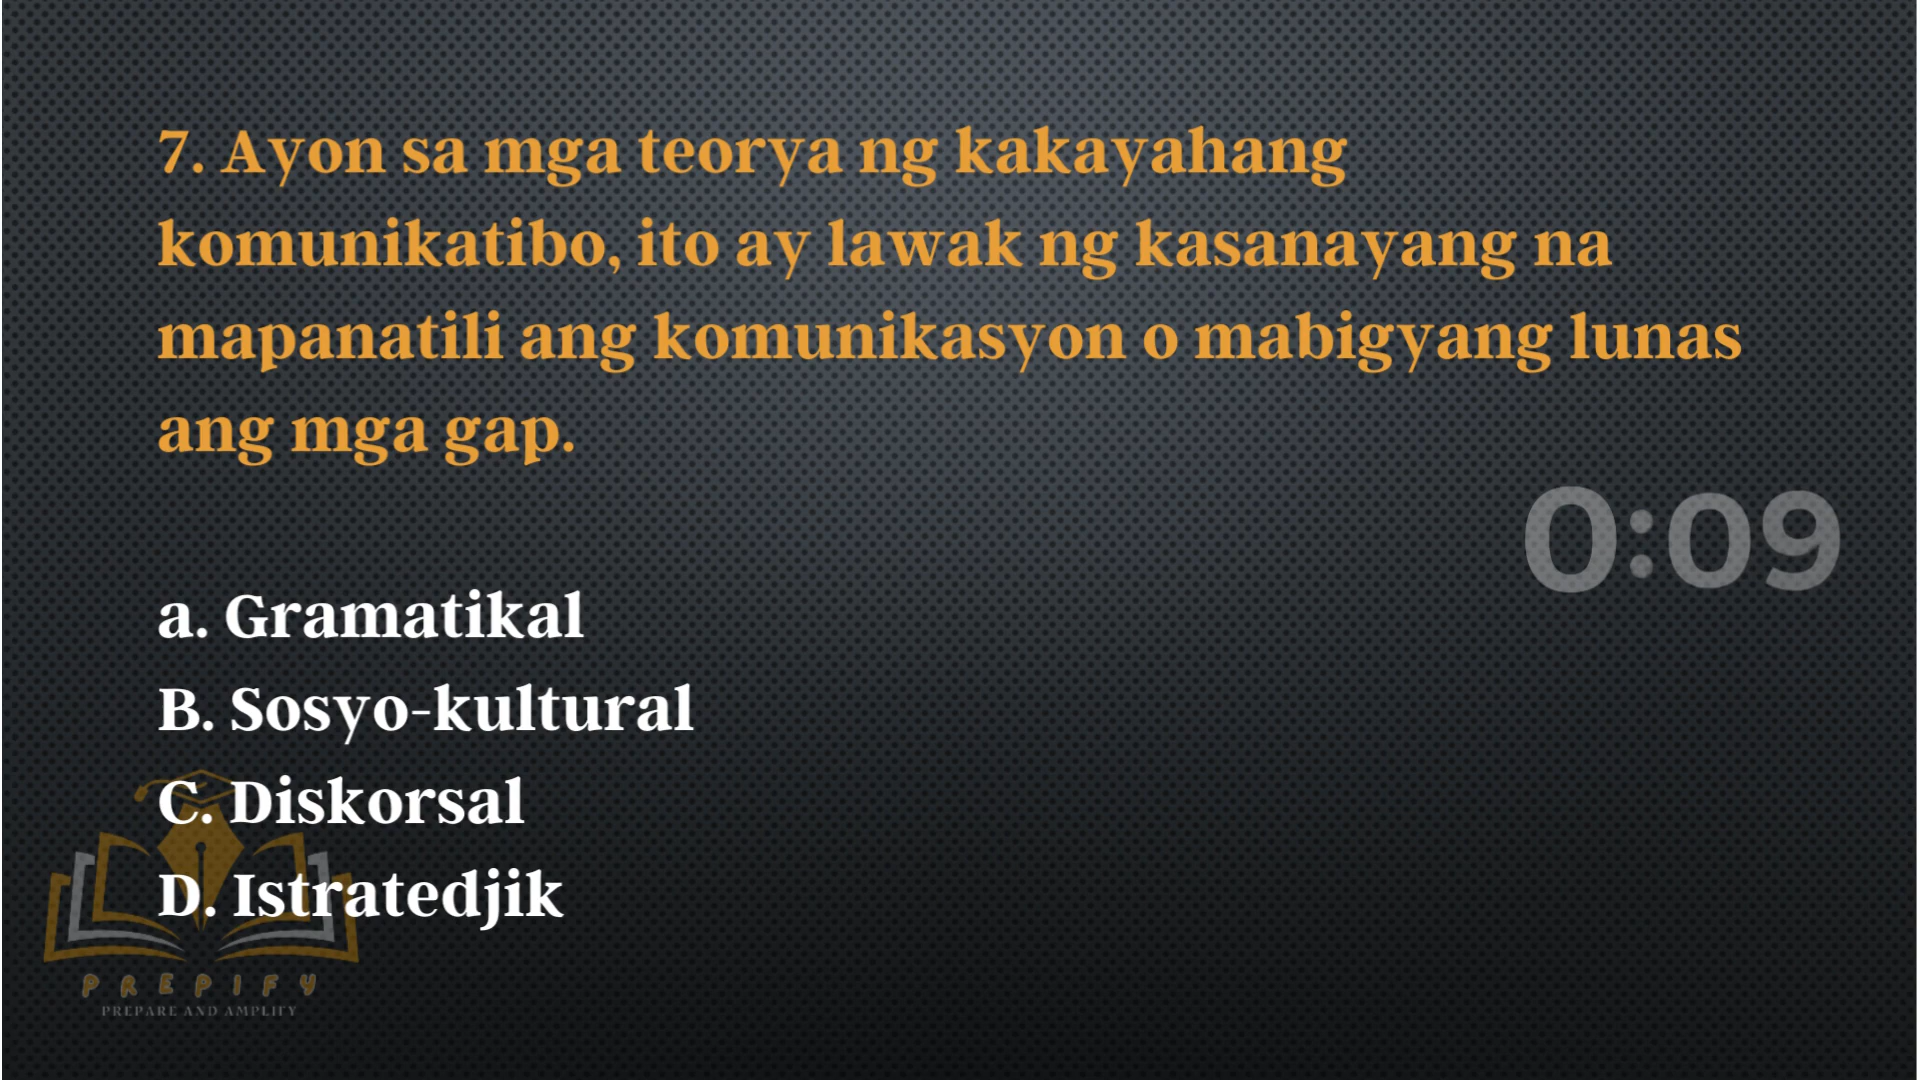 7. Ayon sa mga teorya ng kakayahang
komunikatibo, ito ay lawak ng kasanayang na
mapanatili ang komunikasyon o mabigyang lunas
ang mga gap.
0:09
a. Gramatikal
B. Sosyo-kultural
C. Diskorsal
D. Istratedjik
PREPIFY
PREPARE AND AMPLIFY